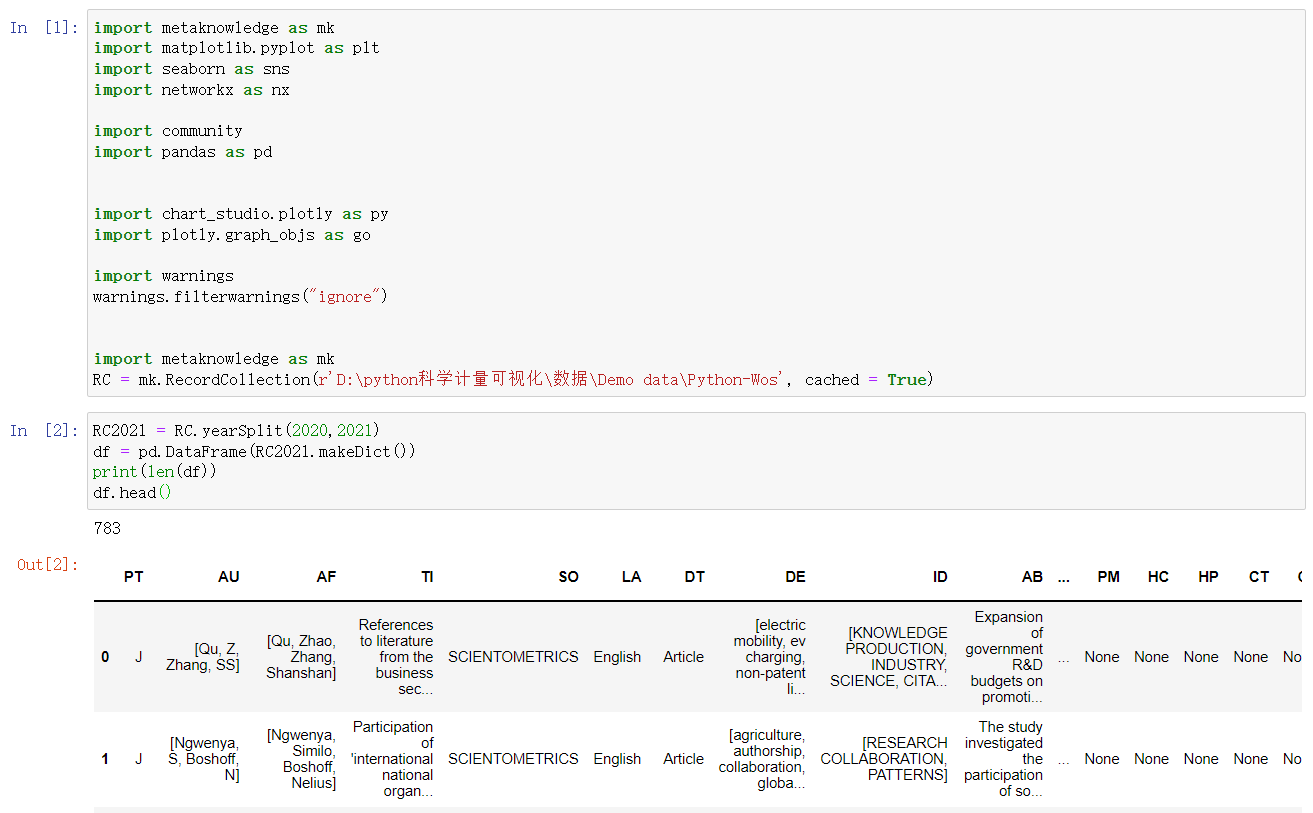 In [1]:
import metaknowledge as mk
import matplotlib.pyplot as plt
import seaborn as sns
import networkx as nx
import community
import pandas as pd
import chart_studio.plotly as py
import plotly.graph_objs as go
import warnings
warnings.filterwarnings("ignore")
import metaknowledge as mk
RC = mk.RecordCollection(r'D:\python科学计量可视化\数据\Demo data\Python-Wos', cached = True)
In [2]:
RC2021 = RC.yearSplit(2020,2021)
df = pd.DataFrame(RC2021.makeDict())
print(len(df))
df.head()
783
Out[2]:
PT AU AF TI SO LA DT DE ID AB ... PM HC HP CT
0 J [Qu, Z, Zhang, SS] [Qu, Zhao, Zhang, Shanshan] References to literature from the business sec... SCIENTOMETRICS English Article [electric mobility, ev charging, non-patent li... [KNOWLEDGE PRODUCTION, INDUSTRY, SCIENCE, CITA... Expansion of government R&D budgets on promoti... ... None None None None No
1 J [Ngwenya, S, Boshoff, N] [Ngwenya, Similo, Boshoff, Nelius] Participation of 'international national organ... SCIENTOMETRICS English Article [agriculture, authorship, collaboration, globa... [RESEARCH COLLABORATION, PATTERNS] The study investigated the participation of so... ... None None None None No